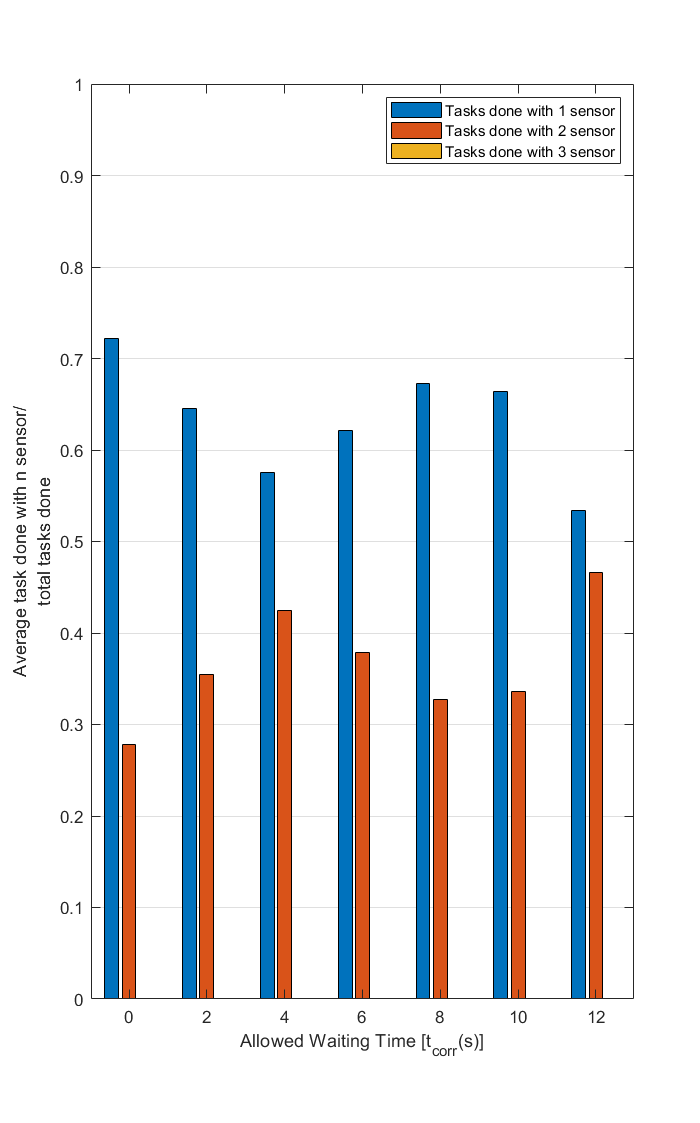 1
0.9
0.8
0.7
0.6
0.5
0.4
0.3
0.2
0.1
0
Tasks done with 1 sensor
Tasks done with 2 sensor
Tasks done with 3 sensor
Average task done with n sensor/
total tasks done
0 2 4 6 8 10 12
Allowed Waiting Time [tcorr(s)]